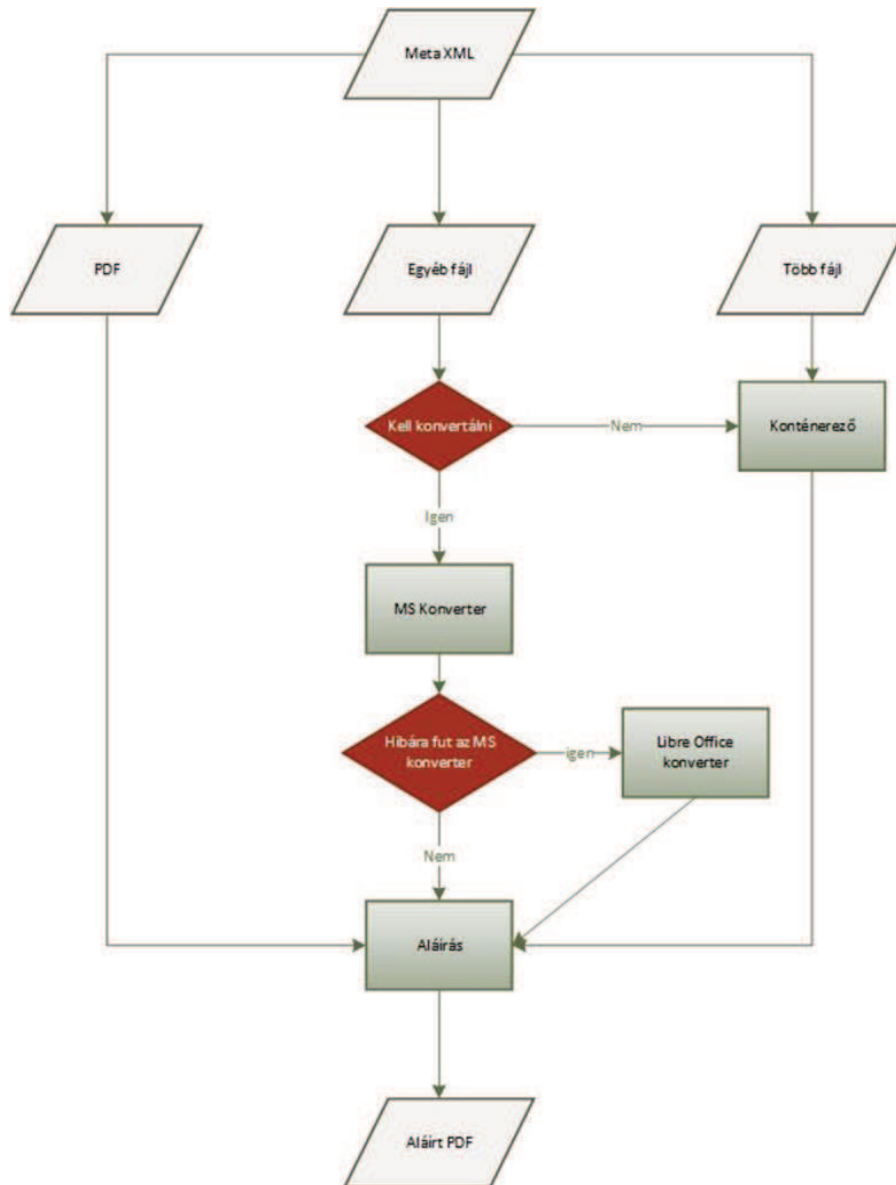 Meta XML
PDF
Egyéb fájl
Több fájl
Kell konvertálni
Nem
Konténerező
Igen
MS Konverter
Hibára fut az MS
konverter
igen
Libre Office
konverter
Nem
Aláírás
Aláírt PDF